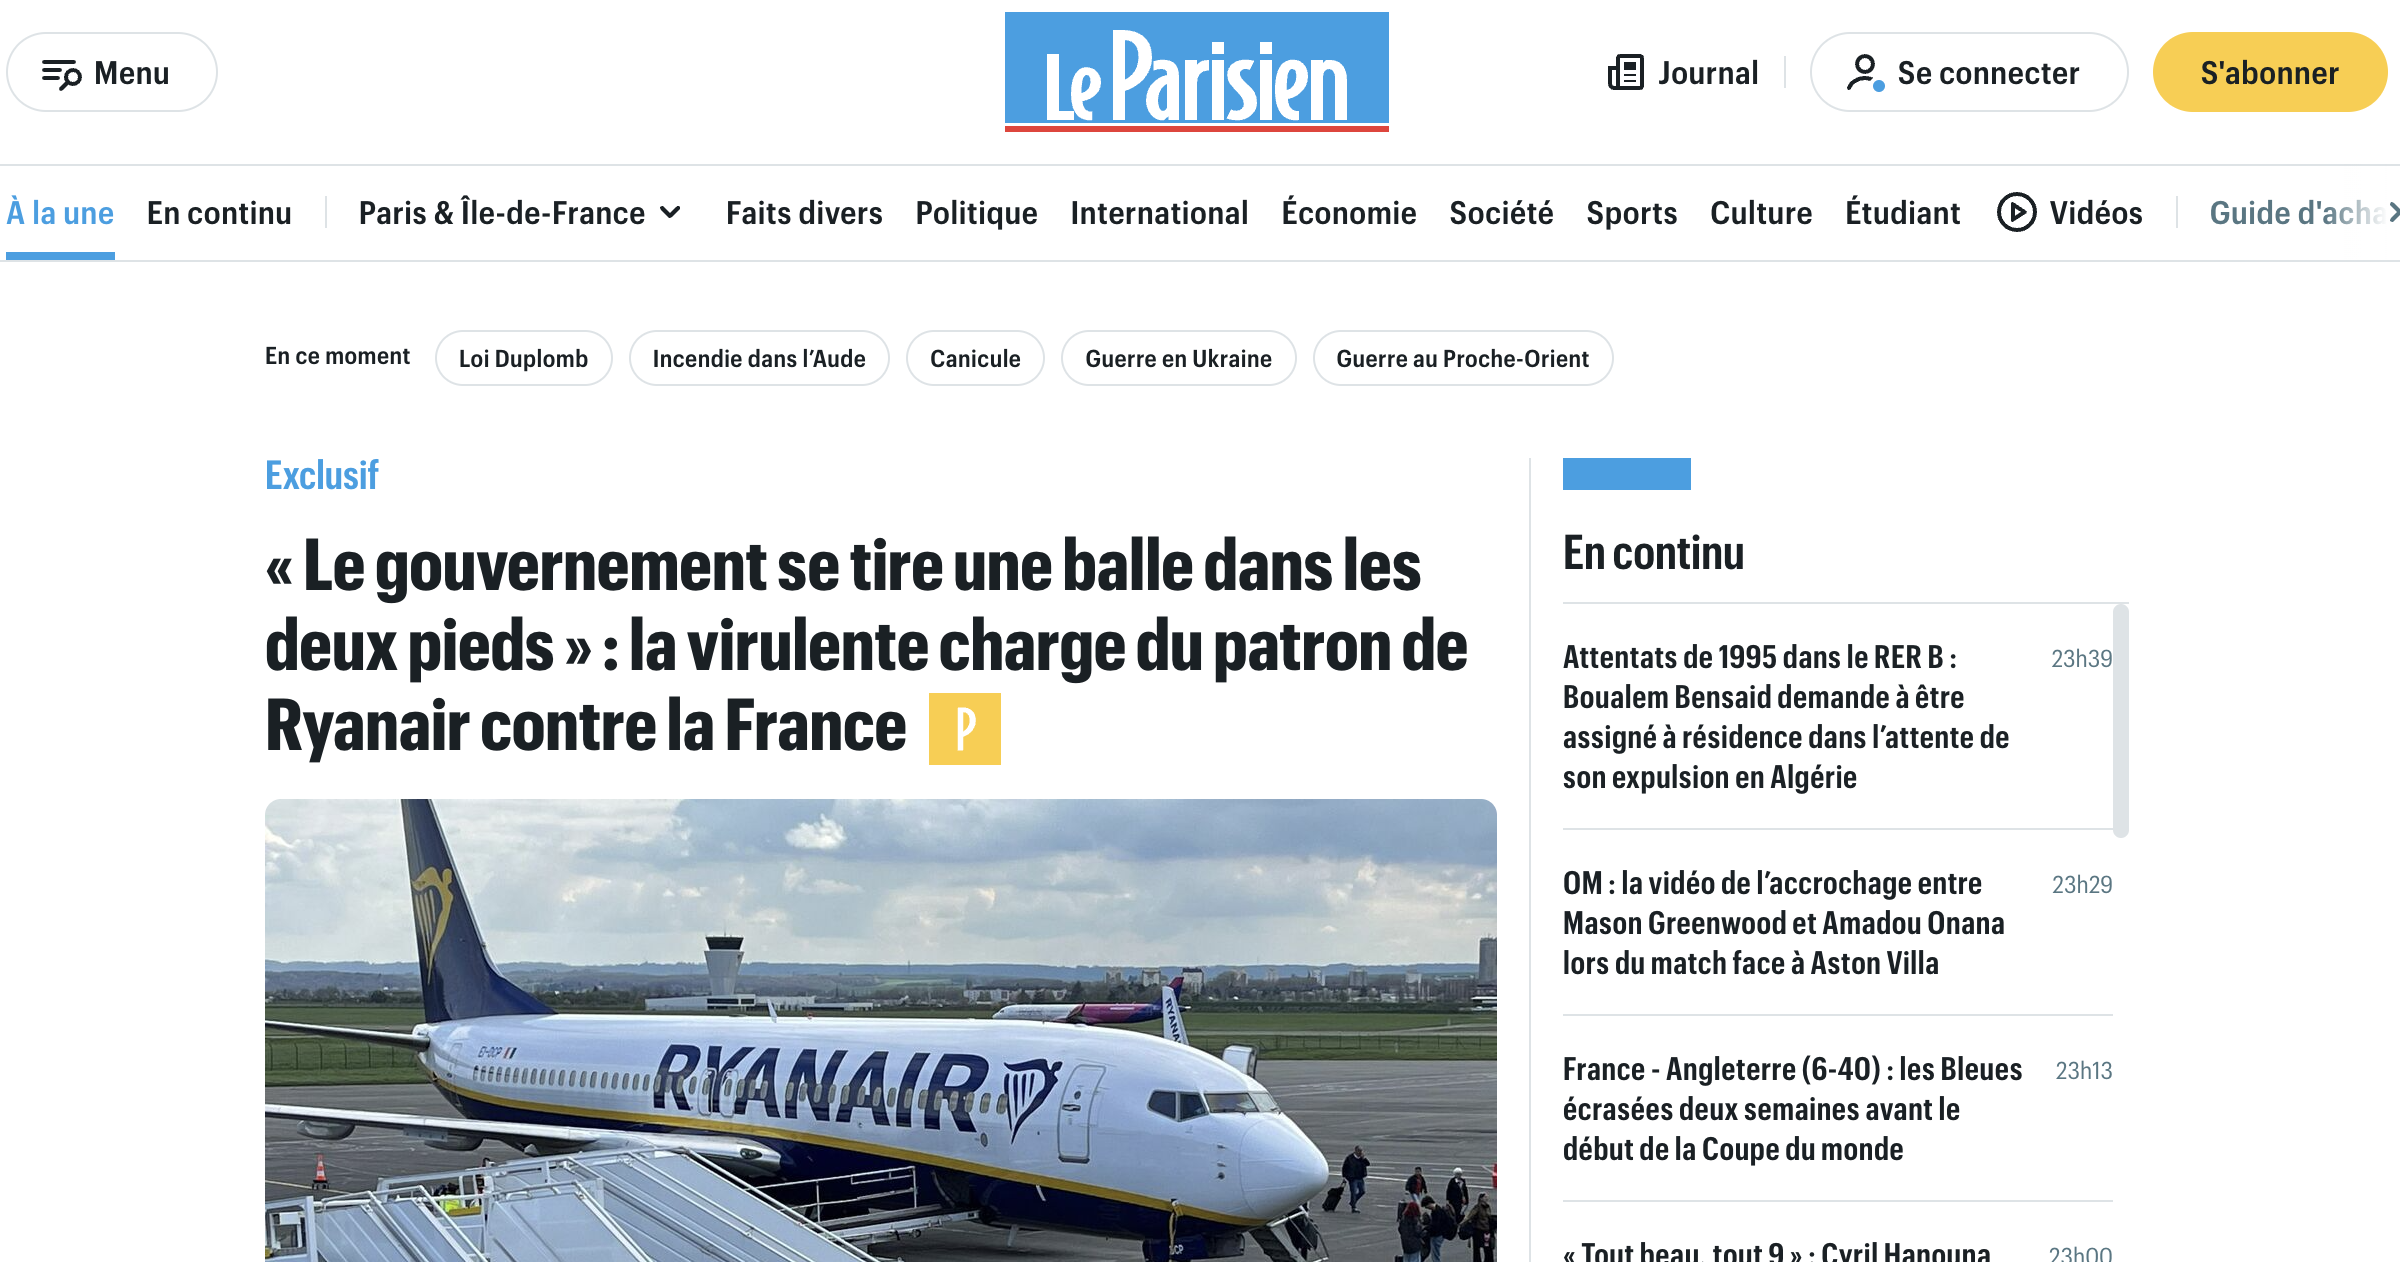 Menu
Le Parisien
Journal
Se connecter
S'abonner
À la une
En continu
Paris & Île-de-France
Faits divers
Politique
International
Économie
Société
Sports
Culture
Étudiant
Vidéos
Guide d'acha
En ce moment
Loi Duplomb
Incendie dans l’Aude
Canicule
Guerre en Ukraine
Guerre au Proche-Orient
Exclusif
« Le gouvernement se tire une balle dans les
deux pieds » : la virulente charge du patron de
Ryanair contre la France
P
RYANAIR
EI-DCP
RYANA
DCP
En continu
Attentats de 1995 dans le RER B :
Boualem Bensaid demande à être
assigné à résidence dans l’attente de
son expulsion en Algérie
23h39
OM : la vidéo de l’accrochage entre
Mason Greenwood et Amadou Onana
lors du match face à Aston Villa
23h29
France - Angleterre (6-40) : les Bleues
écrasées deux semaines avant le
début de la Coupe du monde
23h13
« Tout beau, tout 9 » : Cyril Hanouna
23h00